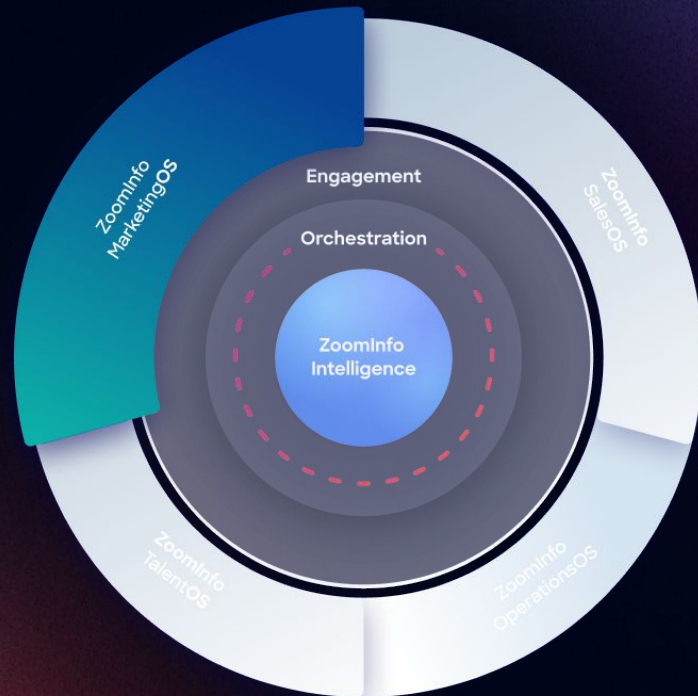 ZoomInfo
MarketingOS
Engagement
Orchestration
ZoomInfo
Intelligence
ZoomInfo
SalesOS
ZoomInfo
TalentOS
ZoomInfo
OperationsOS